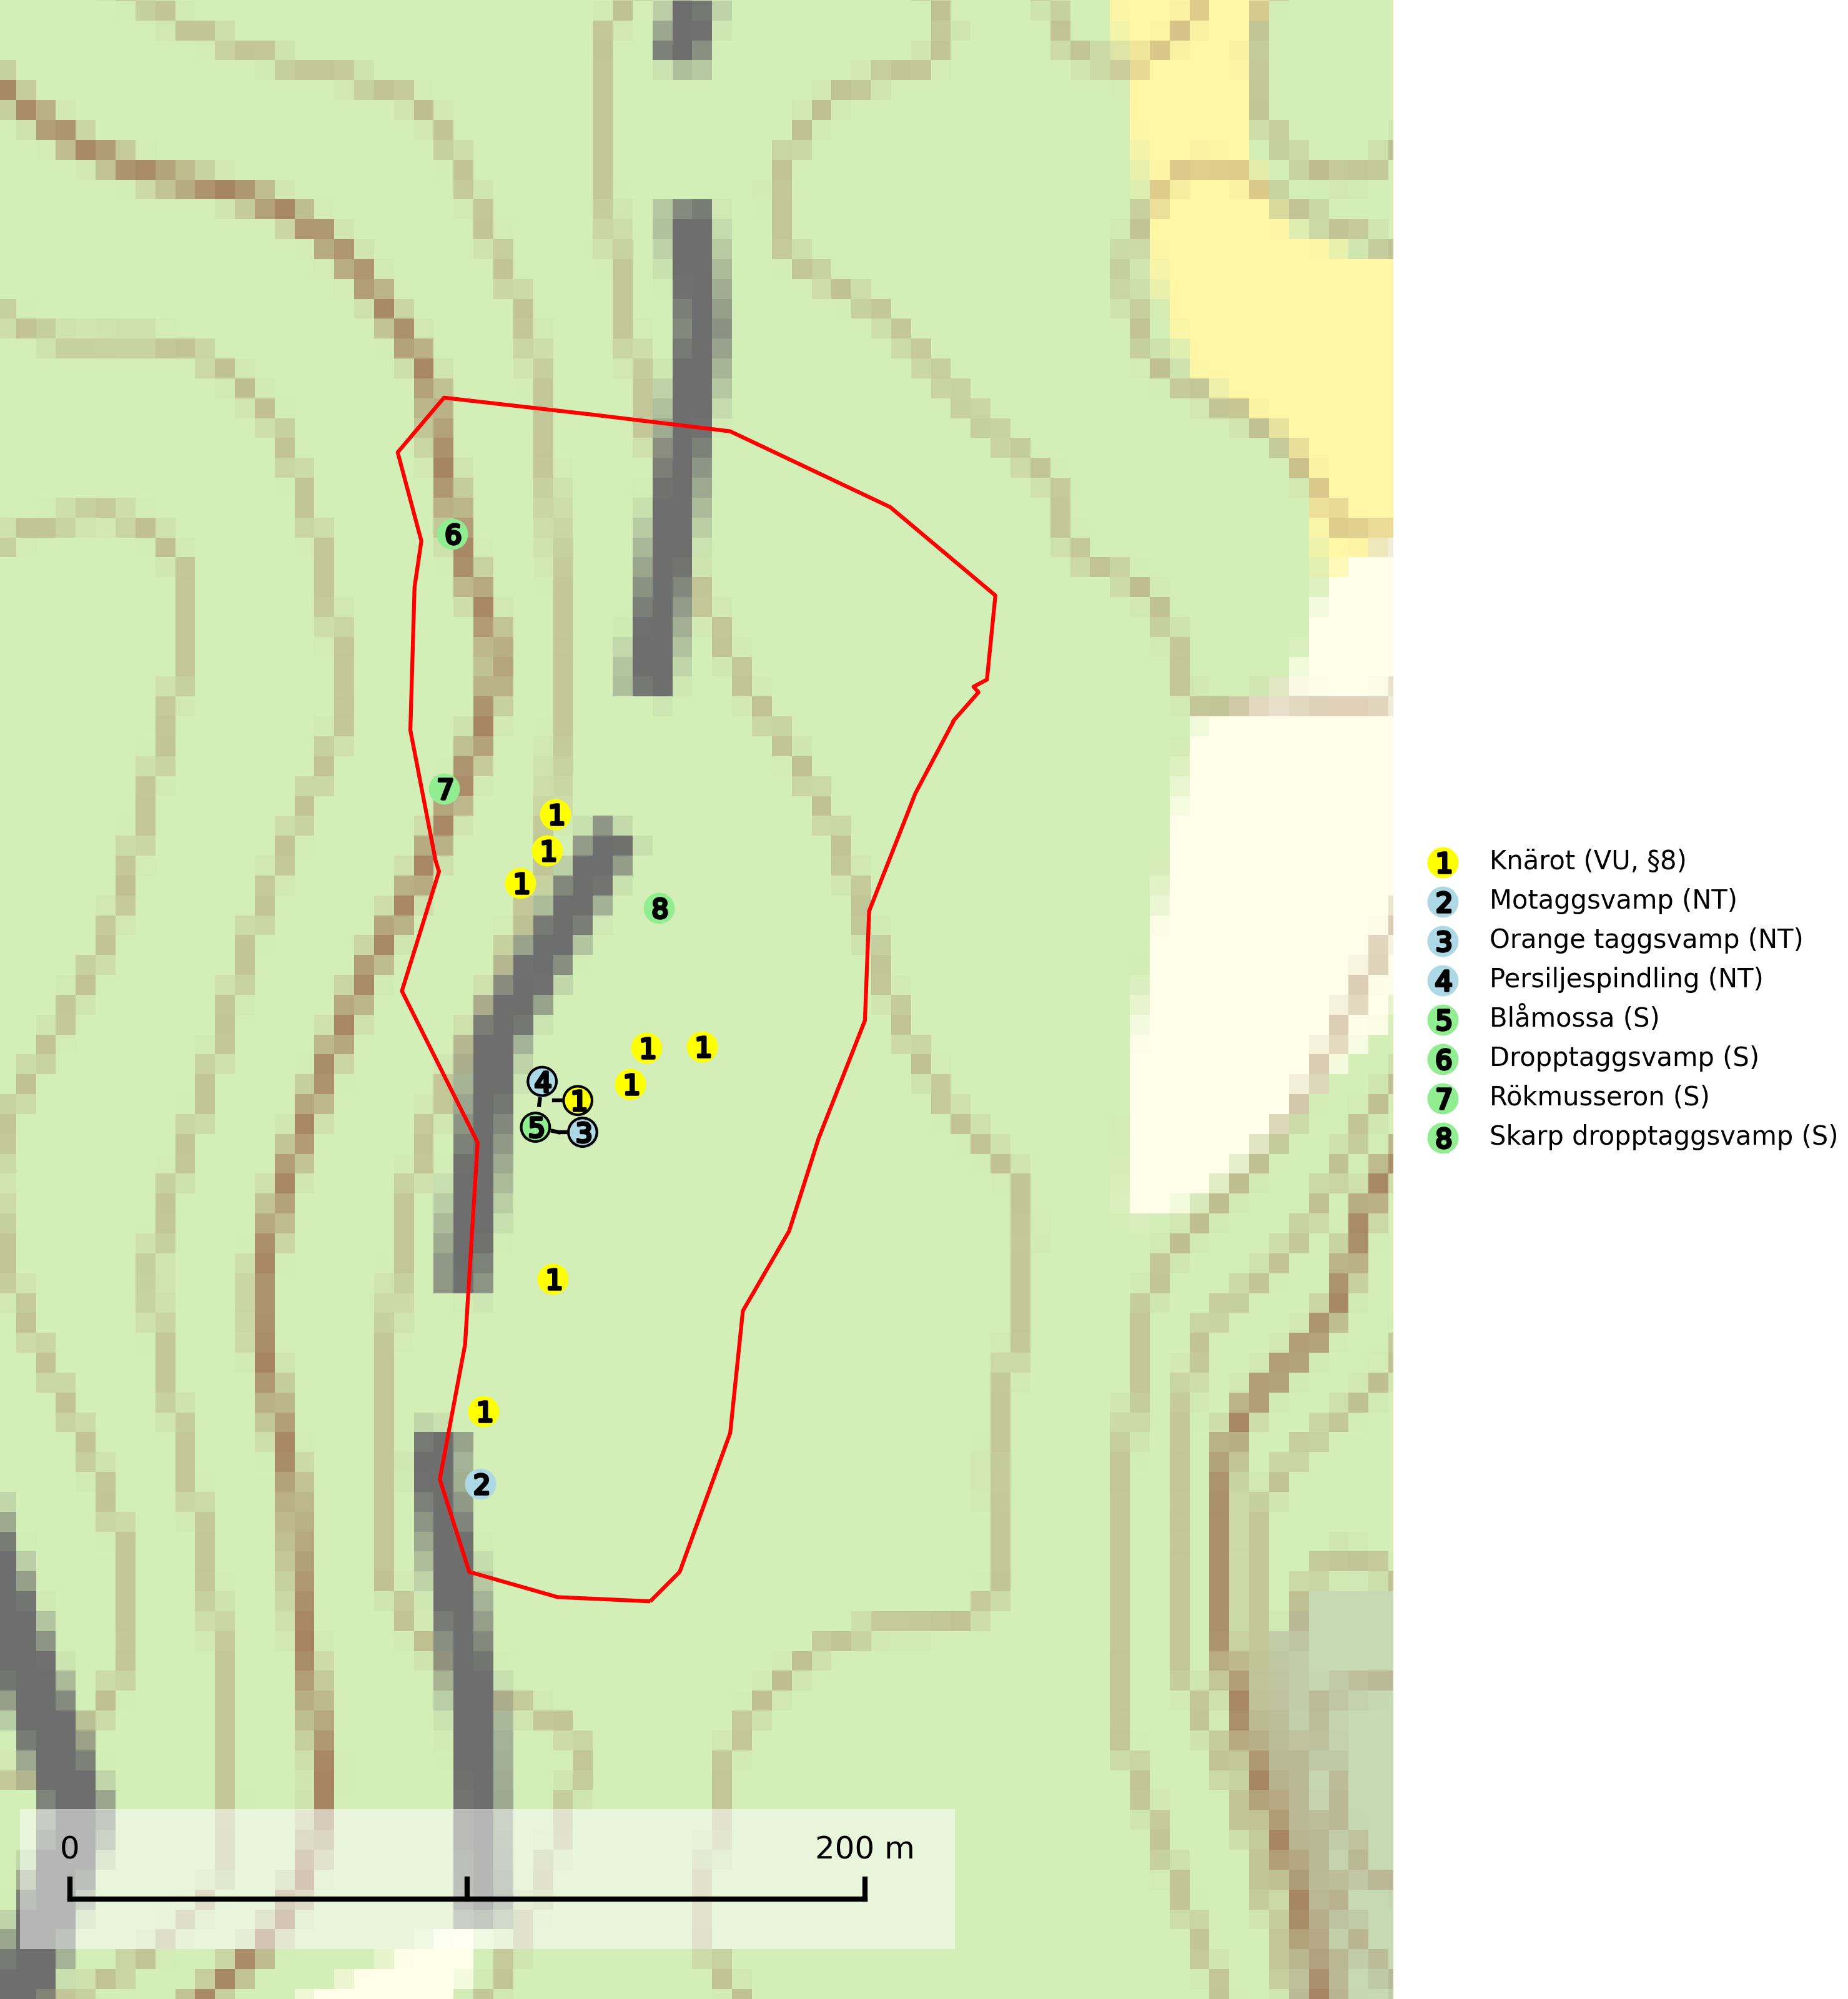 6
7
1
1
1
8
1
1
4
1
1
5
3
1
1
2
1 Knärot (VU, §8)
2 Motaggsvamp (NT)
3 Orange taggsvamp (NT)
4 Persiljespindling (NT)
5 Blåmossa (S)
6 Dropptaggsvamp (S)
7 Rökmusseron (S)
8 Skarp dropptaggsvamp (S)
0 200 m